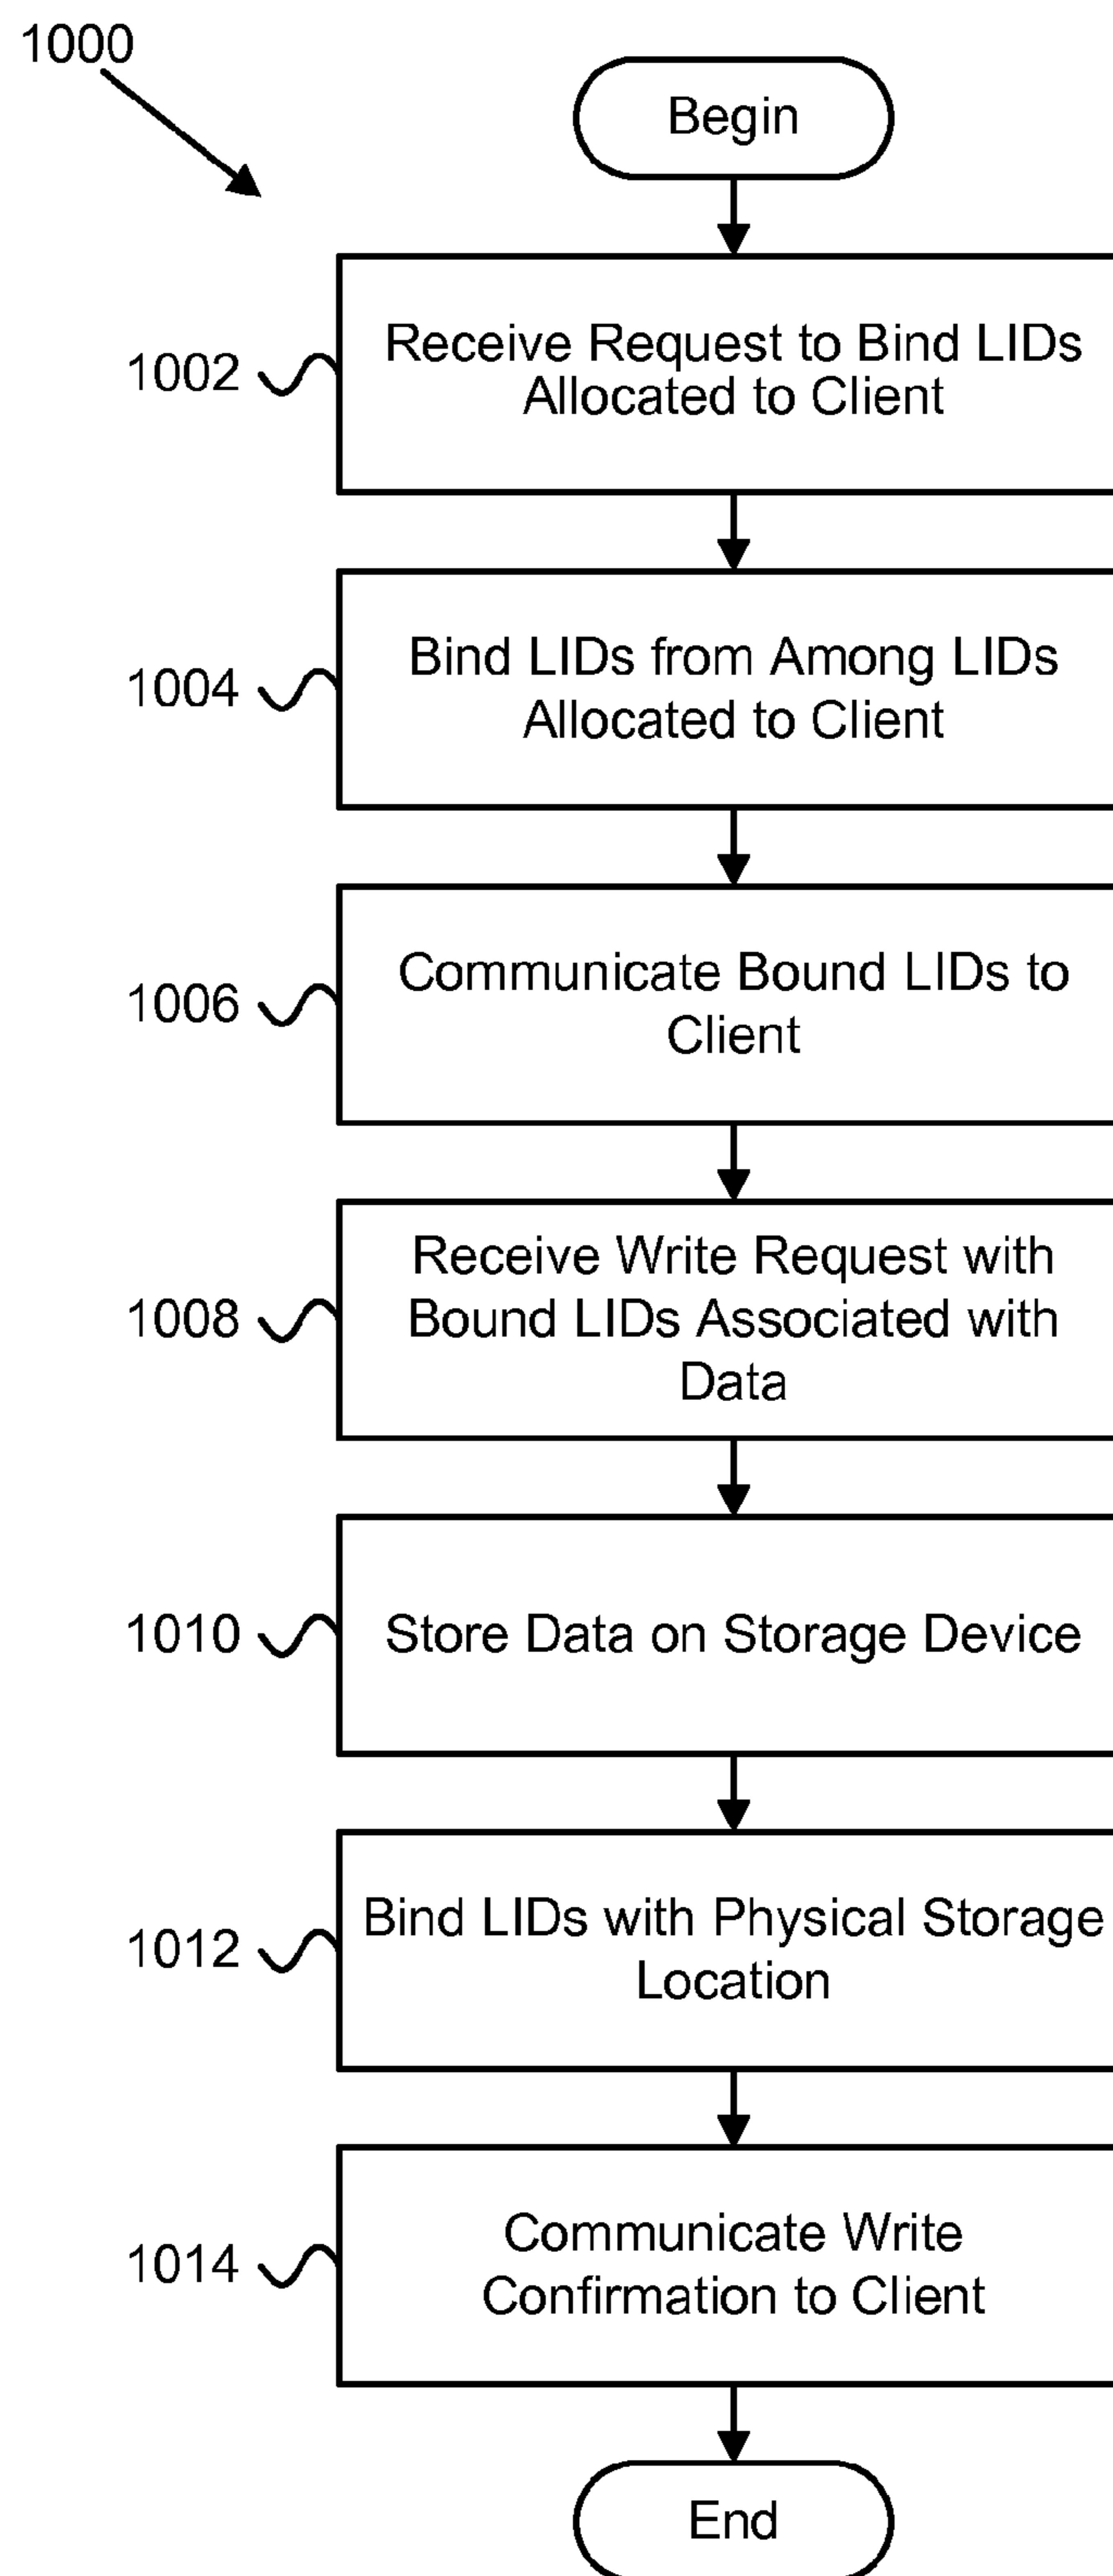 1000
Begin
1002
Receive Request to Bind LIDs
Allocated to Client
1004
Bind LIDs from Among LIDs
Allocated to Client
1006
Communicate Bound LIDs to
Client
1008
Receive Write Request with
Bound LIDs Associated with
Data
1010
Store Data on Storage Device
1012
Bind LIDs with Physical Storage
Location
1014
Communicate Write
Confirmation to Client
End